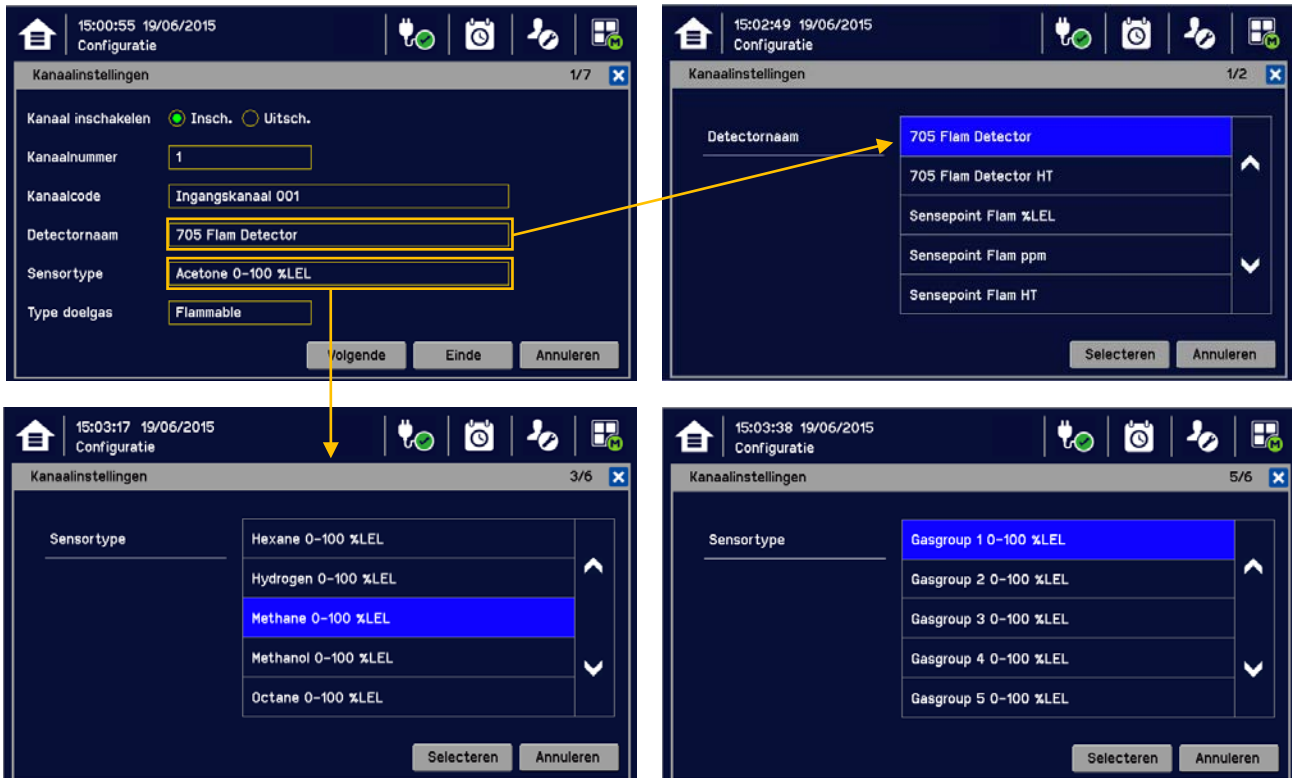 15:00:55 19/06/2015
Configuratie
M
Kanaalinstellingen 1/7
Kanaal inschakelen Insch. Uitsch.
Kanaalnummer 1
Kanaalcode Ingangskanaal 001
Detectornaam 705 Flam Detector
Sensortype Acetone 0-100 %LEL
Type doelgas Flammable
Volgende Einde Annuleren
15:02:49 19/06/2015
Configuratie
M
Kanaalinstellingen 1/2
Detectornaam
705 Flam Detector
705 Flam Detector HT
Sensepoint Flam %LEL
Sensepoint Flam ppm
Sensepoint Flam HT
Selecteren Annuleren
15:03:17 19/06/2015
Configuratie
M
Kanaalinstellingen 3/6
Sensortype
Hexane 0-100 %LEL
Hydrogen 0-100 %LEL
Methane 0-100 %LEL
Methanol 0-100 %LEL
Octane 0-100 %LEL
Selecteren Annuleren
15:03:38 19/06/2015
Configuratie
M
Kanaalinstellingen 5/6
Sensortype
Gasgroup 1 0-100 %LEL
Gasgroup 2 0-100 %LEL
Gasgroup 3 0-100 %LEL
Gasgroup 4 0-100 %LEL
Gasgroup 5 0-100 %LEL
Selecteren Annuleren